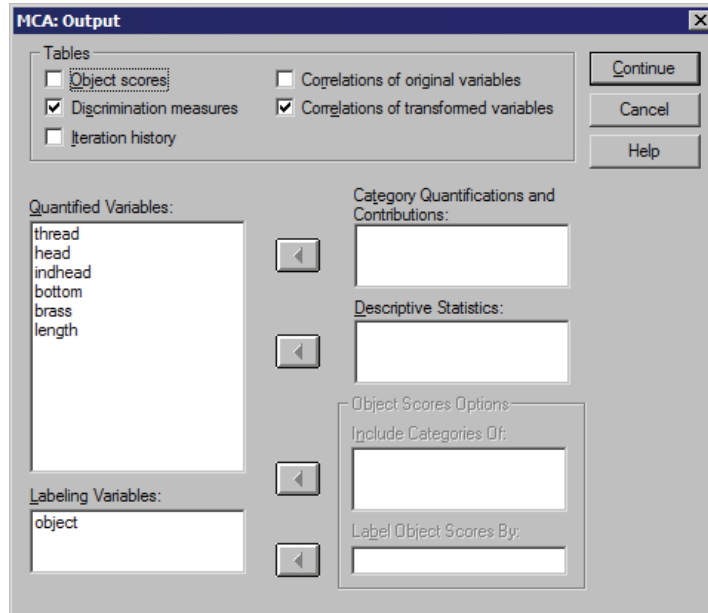 MCA: Output
Tables
Object scores
Correlations of original variables
Discrimination measures
Correlations of transformed variables
Iteration history
Continue
Cancel
Help
Quantified Variables:
thread
head
indhead
bottom
brass
length
Category Quantifications and
Contributions:
Descriptive Statistics:
Object Scores Options
Include Categories Of:
Labeling Variables:
object
Label Object Scores By: